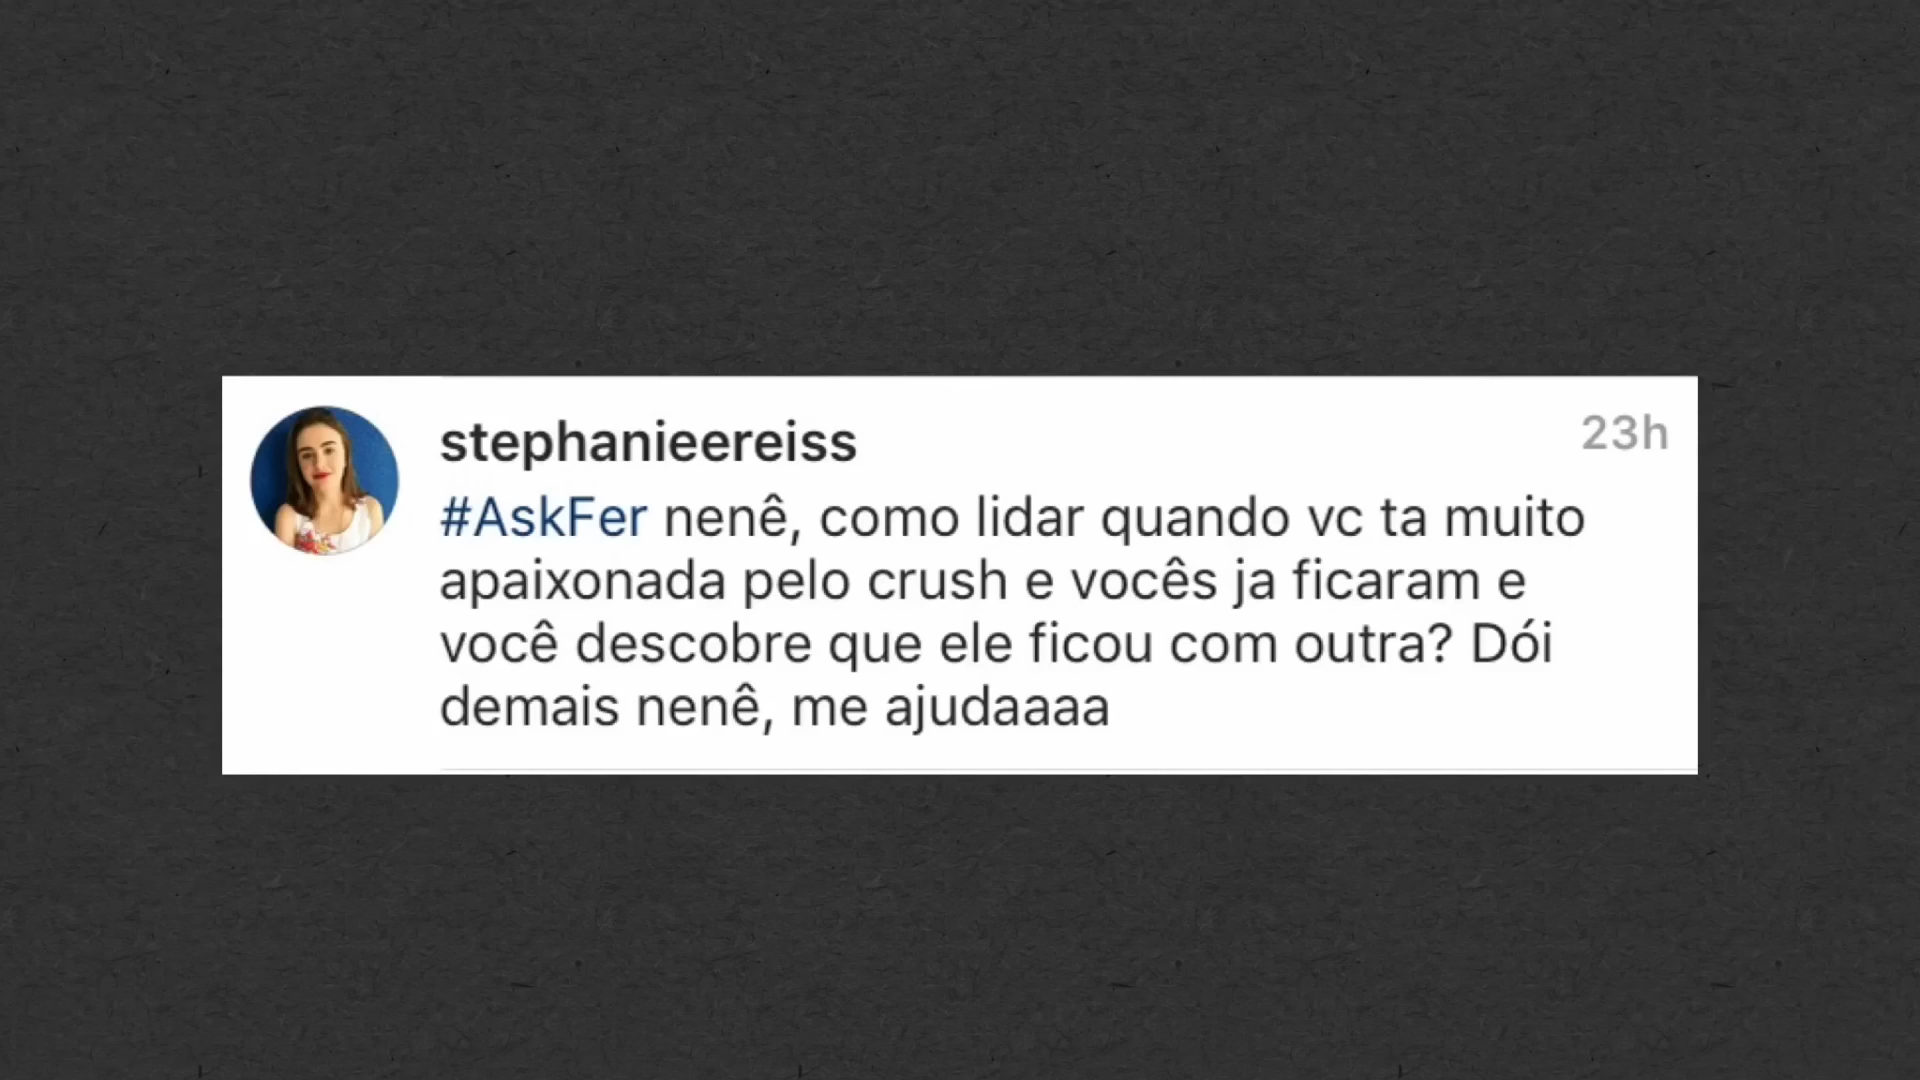 stephanieereiss
23h
#AskFer nenê, como lidar quando vc ta muito
apaixonada pelo crush e vocês ja ficaram e
você descobre que ele ficou com outra? Dói
demais nenê, me ajudaaaa